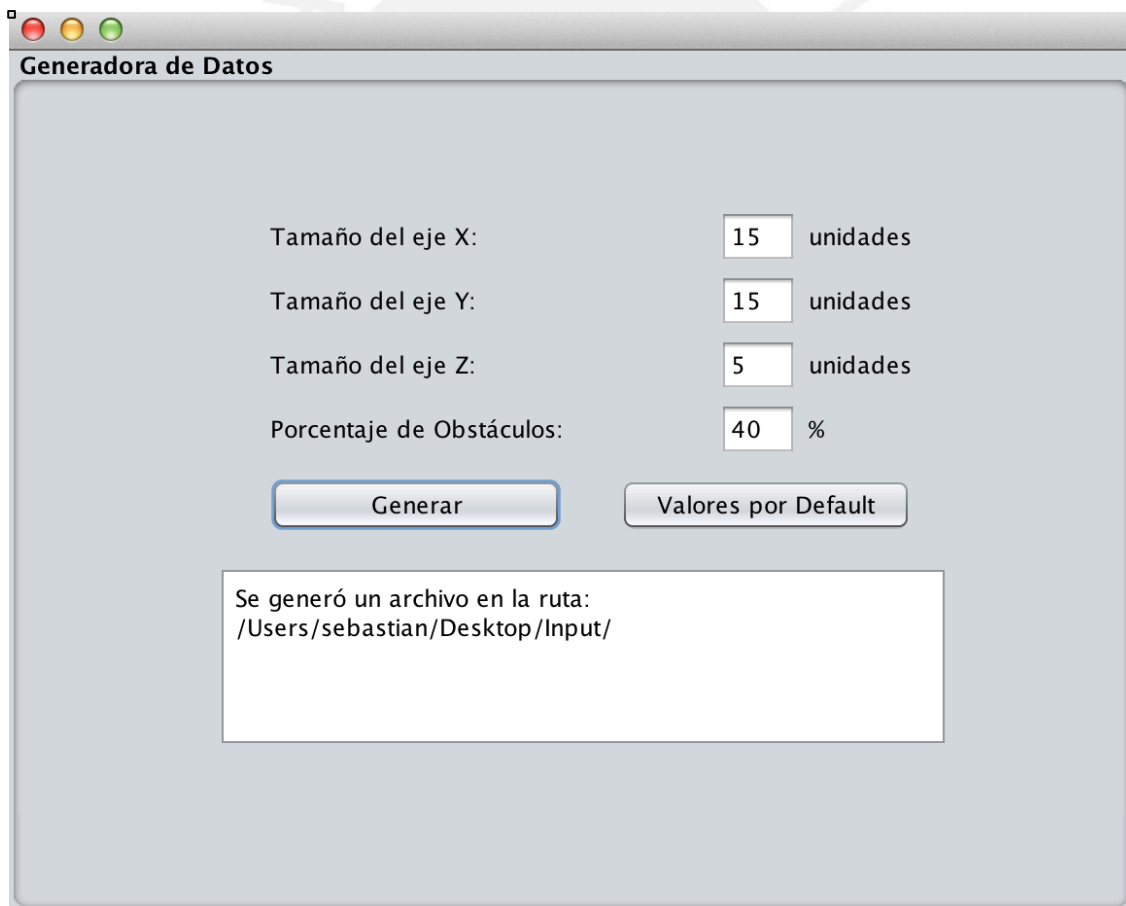 Generadora de Datos
Tamaño del eje X: 15 unidades
Tamaño del eje Y: 15 unidades
Tamaño del eje Z: 5 unidades
Porcentaje de Obstáculos: 40 %
Generar Valores por Default
Se generó un archivo en la ruta:
/Users/sebastian/Desktop/Input/